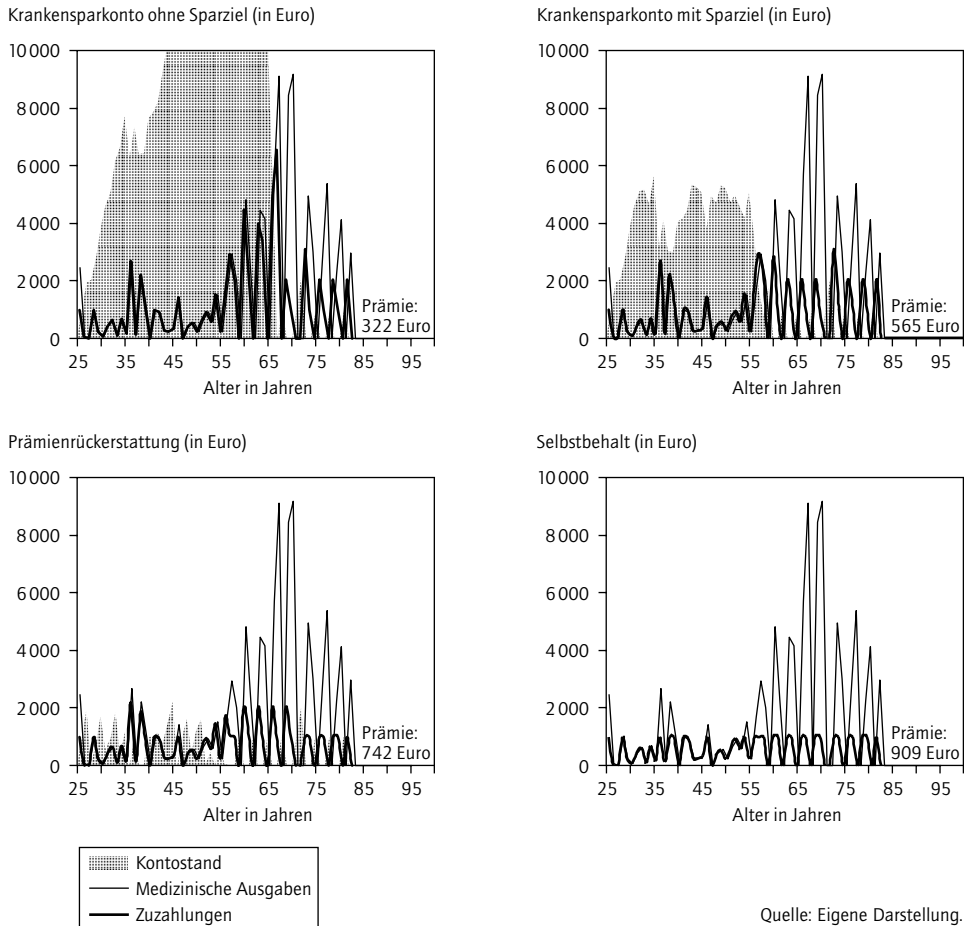 Krankensparkonto ohne Sparziel (in Euro)
10 000
8 000
6 000
4 000
2 000
0
Prämie:
322 Euro
25 35 45 55 65 75 85 95
Alter in Jahren
Krankensparkonto mit Sparziel (in Euro)
10 000
8 000
6 000
4 000
2 000
0
Prämie:
565 Euro
25 35 45 55 65 75 85 95
Alter in Jahren
Prämienrückerstattung (in Euro)
10 000
8 000
6 000
4 000
2 000
0
Prämie:
742 Euro
25 35 45 55 65 75 85 95
Alter in Jahren
Selbstbehalt (in Euro)
10 000
8 000
6 000
4 000
2 000
0
Prämie:
909 Euro
25 35 45 55 65 75 85 95
Alter in Jahren
Kontostand
Medizinische Ausgaben
Zuzahlungen
Quelle: Eigene Darstellung.